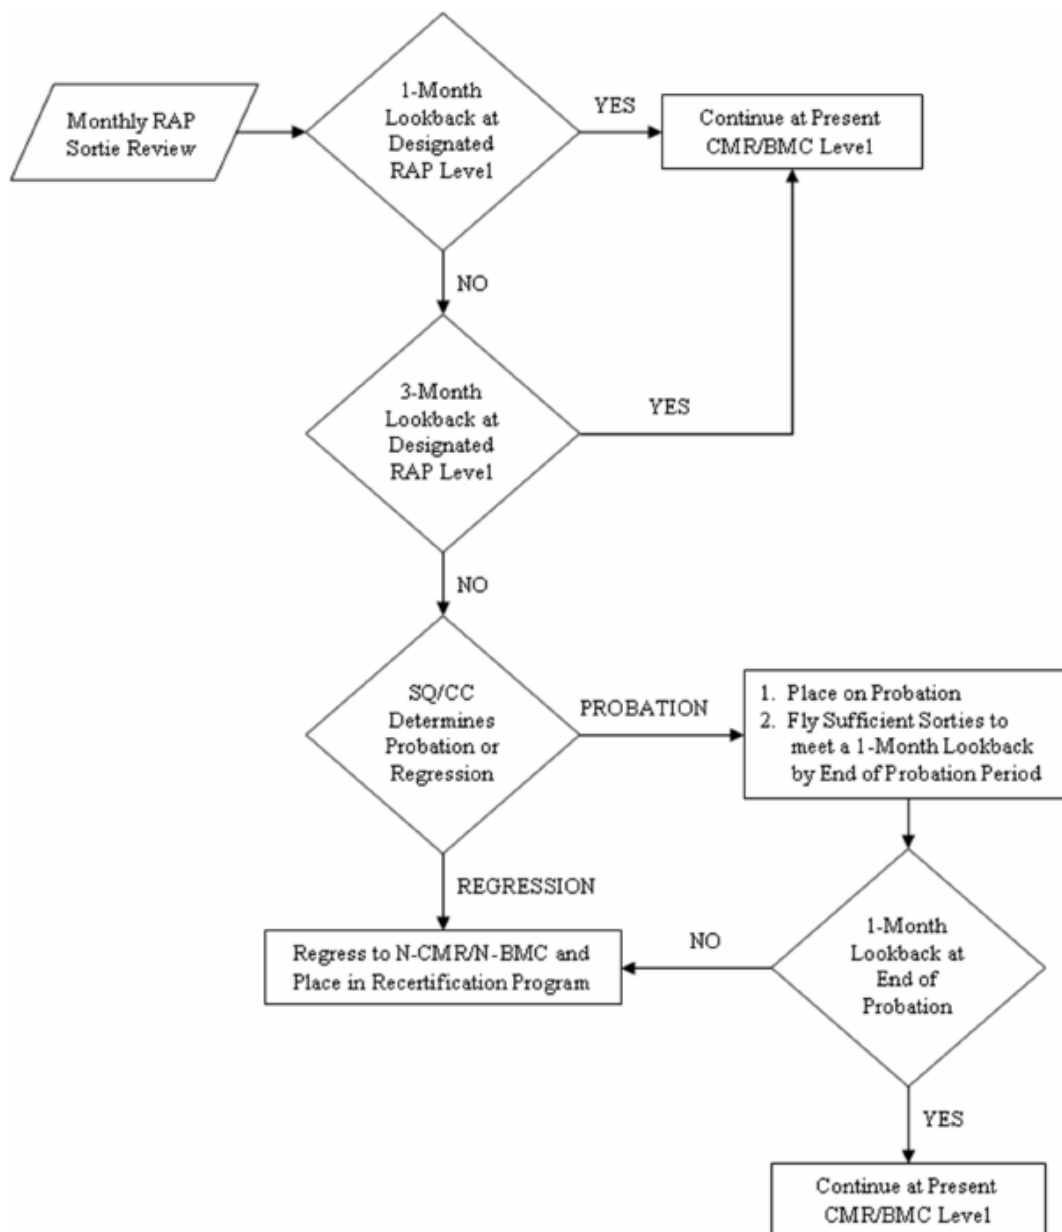 Monthly RAP
Sortie Review
1-Month
Lookback at
Designated
RAP Level
YES
Continue at Present
CMR/BMC Level
NO
3-Month
Lookback at
Designated
RAP Level
YES
NO
SQ/CC
Determines
Probation or
Regression
PROBATION
1. Place on Probation
2. Fly Sufficient Sorties to
meet a 1-Month Lookback
by End of Probation Period
REGRESSION
Regress to N-CMR/N-BMC and
Place in Recertification Program
NO
1-Month
Lookback at
End of
Probation
YES
Continue at Present
CMR/BMC Level